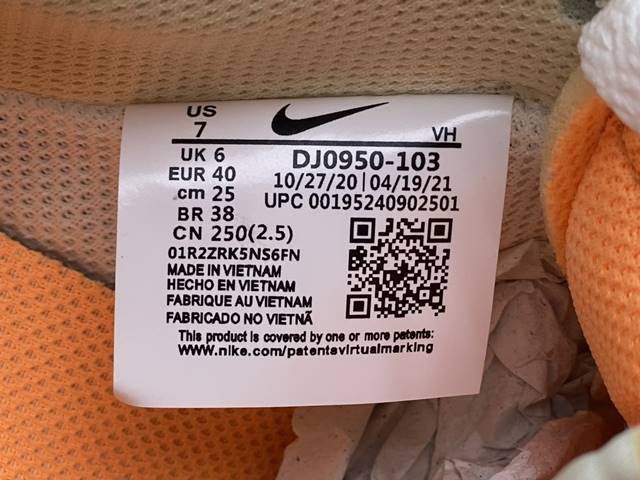 US
7
VH
UK 6
EUR 40
cm 25
BR 38
CN 250(2.5)
DJ0950-103
10/27/20 | 04/19/21
UPC 00195240902501
01R2ZRK5NS6FN
MADE IN VIETNAM
HECHO EN VIETNAM
FABRIQUE AU VIETNAM
FABRICADO NO VIETNÃ
This product is covered by one or more patents:
www.nike.com/patentsvirtualmarking